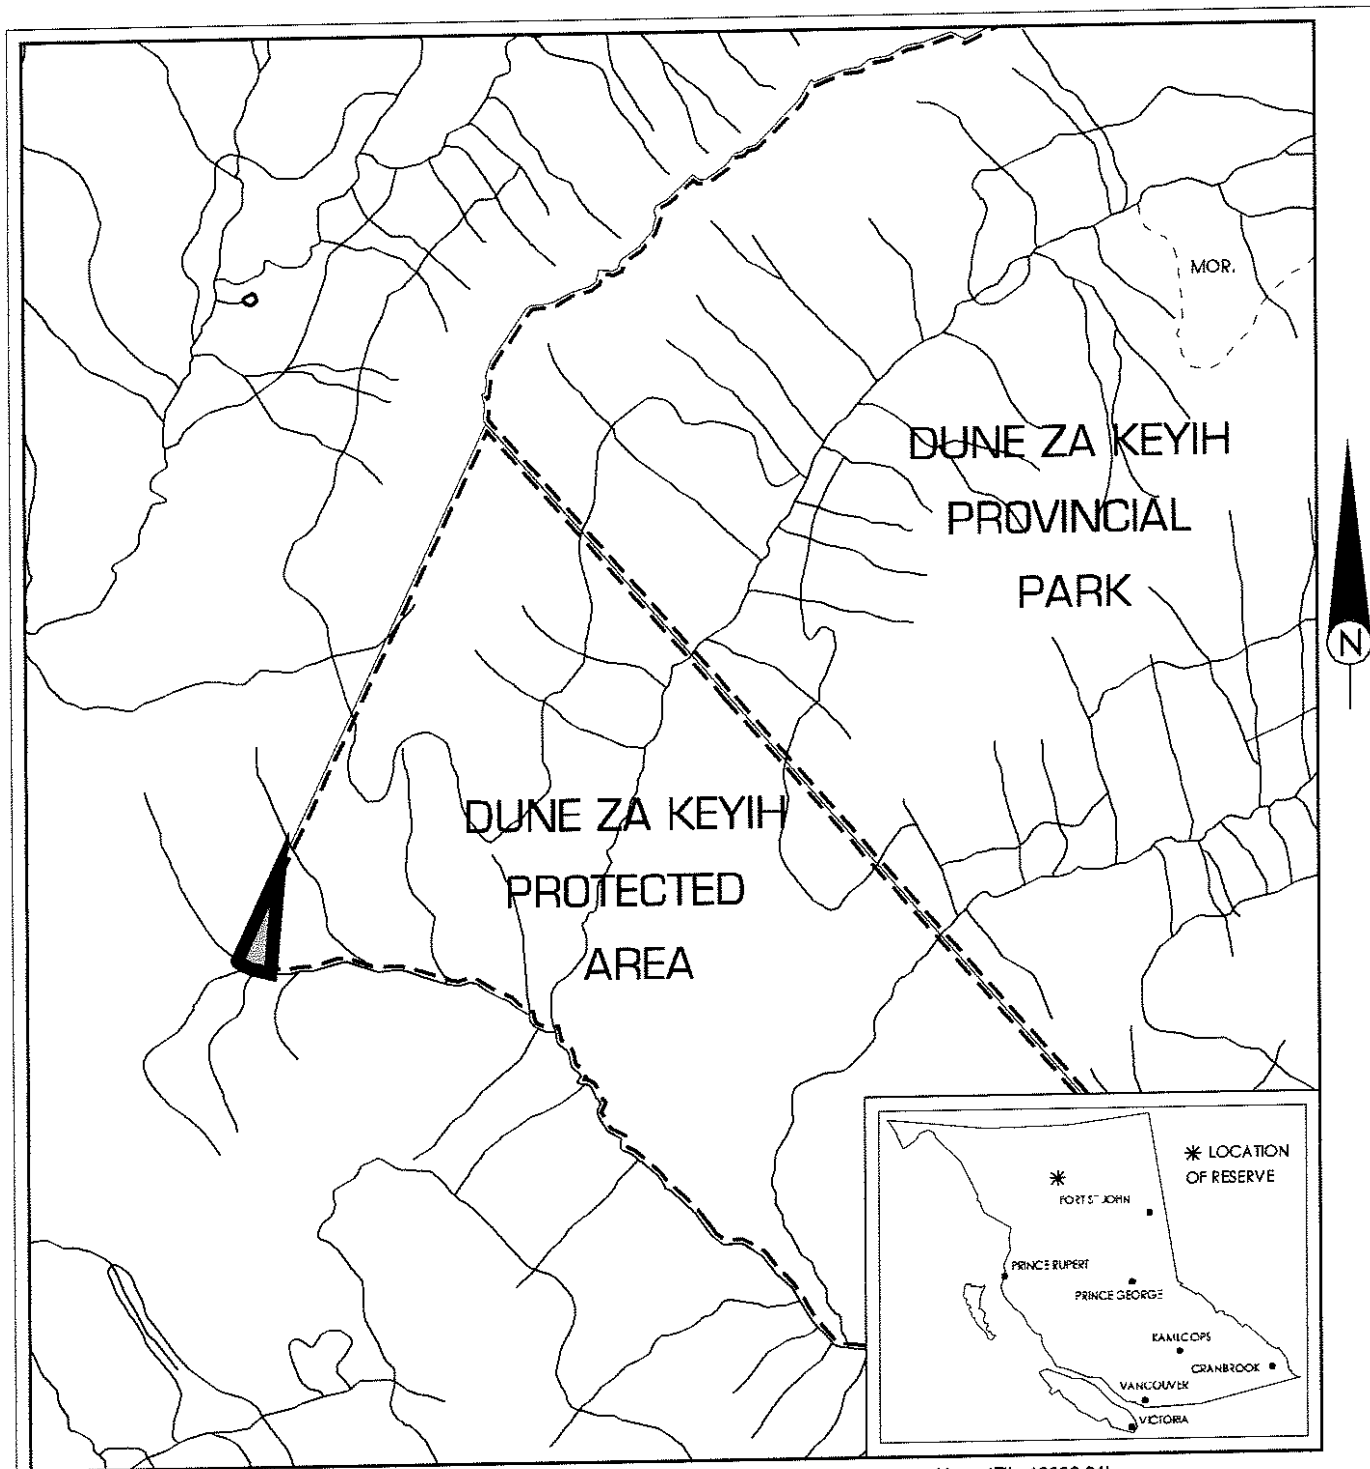 MOR.
DUNE ZA KEYIH
PROVINCIAL
PARK
N
DUNE ZA KEYIH
PROTECTED
AREA
✳ LOCATION
OF RESERVE
FORT ST JOHN
PRINCE RUPERT
PRINCE GEORGE
KAMLOOPS
CRANBROOK
VANCOUVER
VICTORIA